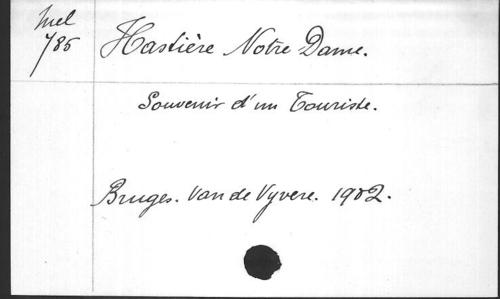 Mel
785
Hastière Notre Dame.
Souvenir d'un Touriste.
Bruges. Van de Vyvere. 1902.